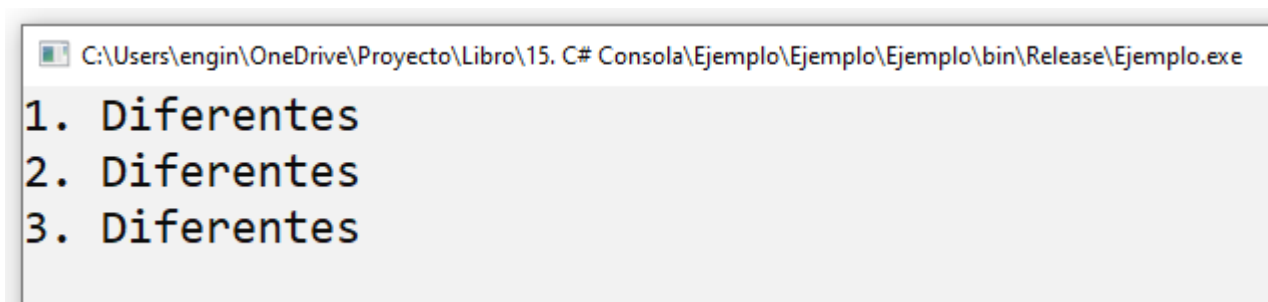 C:\Users\engin\OneDrive\Proyecto\Libro\15. C# Consola\Ejemplo\Ejemplo\Ejemplo\bin\Release\Ejemplo.exe
1. Diferentes
2. Diferentes
3. Diferentes